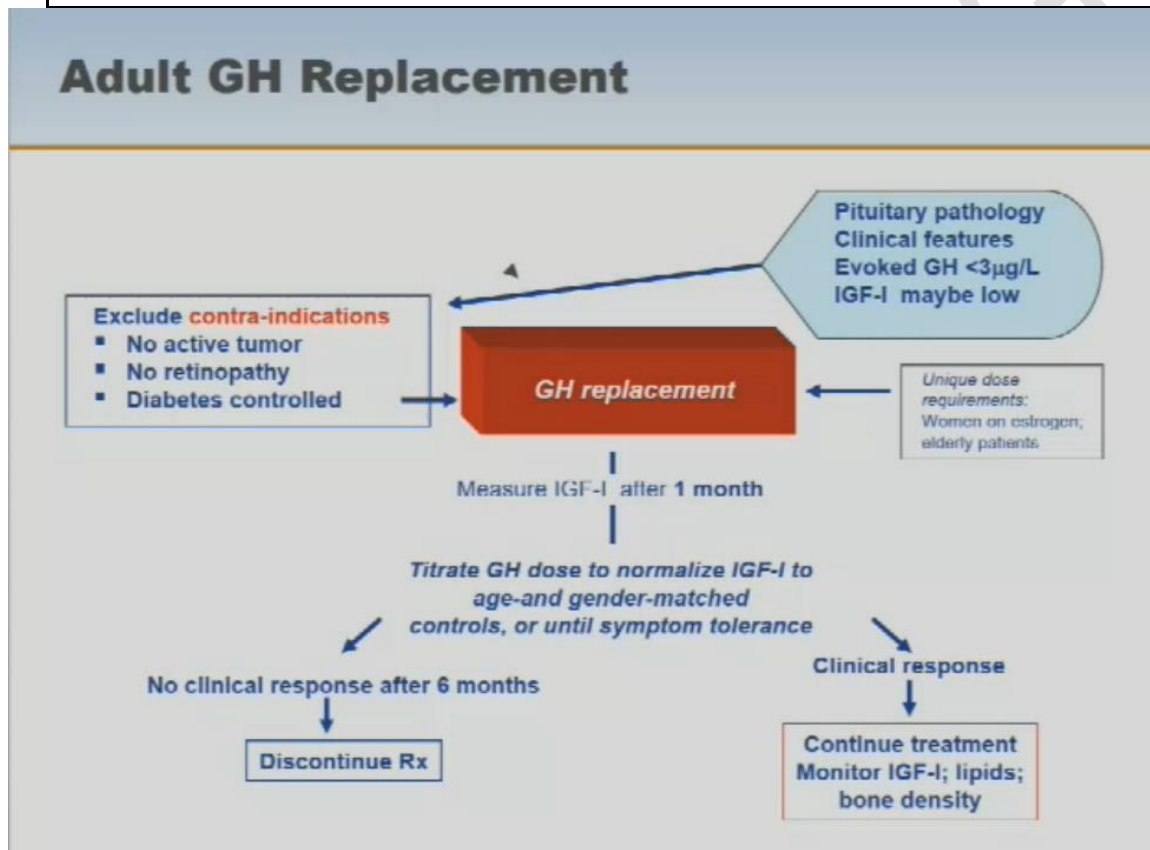 Adult GH Replacement
Pituitary pathology
Clinical features
Evoked GH <3µg/L
IGF-I maybe low
Exclude contra-indications
▪ No active tumor
▪ No retinopathy
▪ Diabetes controlled
GH replacement
Unique dose
requirements:
Women on estrogen;
elderly patients
Measure IGF-I after 1 month
Titrate GH dose to normalize IGF-I to
age-and gender-matched
controls, or until symptom tolerance
No clinical response after 6 months
Discontinue Rx
Clinical response
Continue treatment
Monitor IGF-I; lipids;
bone density